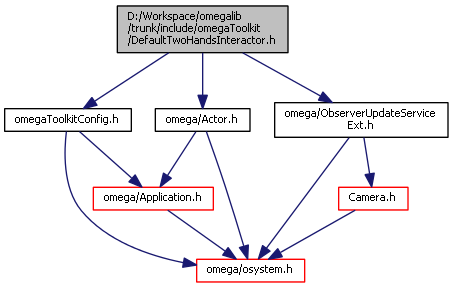 D:/Workspace/omegalib
/trunk/include/omegaToolkit
/DefaultTwoHandsInteractor.h
omegaToolkitConfig.h
omega/Actor.h
omega/ObserverUpdateService
Ext.h
omega/Application.h
Camera.h
omega/osystem.h